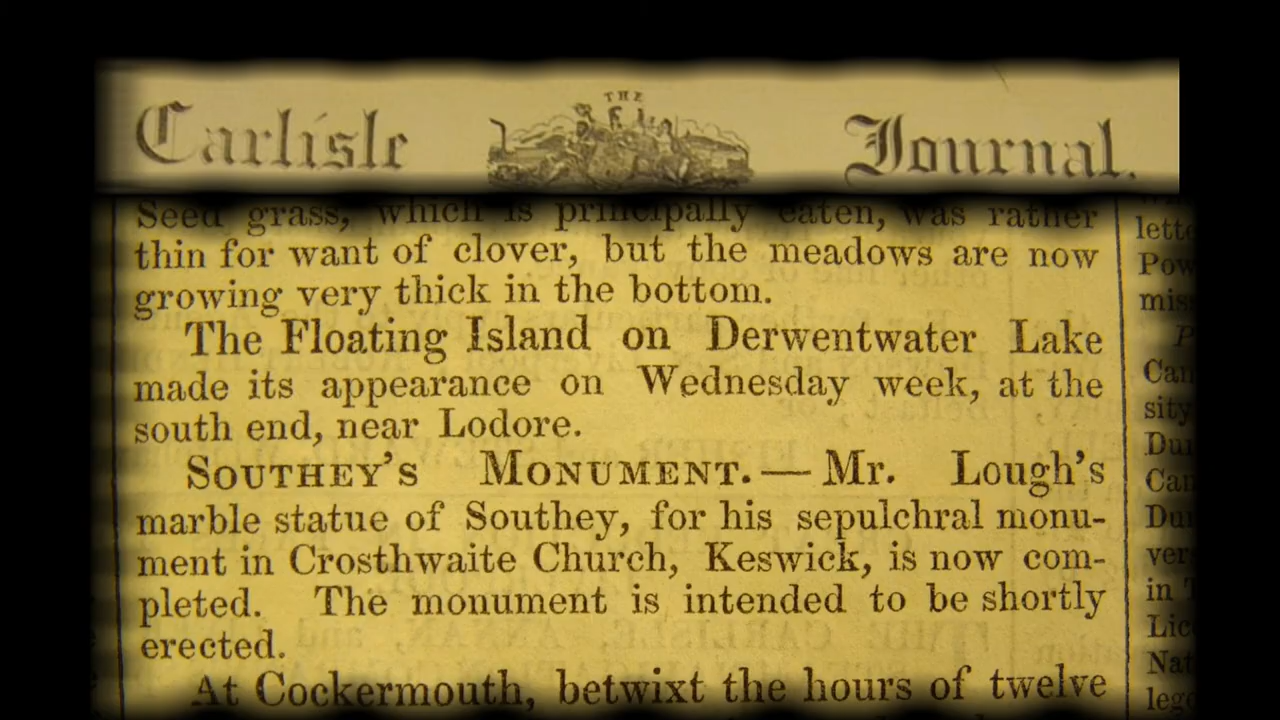 THE
Carlisle Journal.
Seed grass, which is principally eaten, was rather
thin for want of clover, but the meadows are now
growing very thick in the bottom.
The Floating Island on Derwentwater Lake
made its appearance on Wednesday week, at the
south end, near Lodore.
SOUTHEY'S MONUMENT.—Mr. Lough's
marble statue of Southey, for his sepulchral monu-
ment in Crosthwaite Church, Keswick, is now com-
pleted. The monument is intended to be shortly
erected.
At Cockermouth, betwixt the hours of twelve